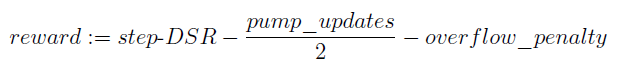 reward := step-DSR − pump_updates / 2 − overflow_penalty